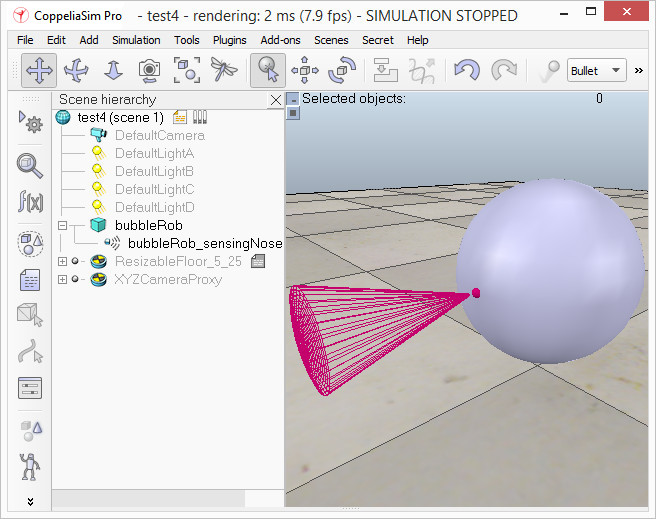 CoppeliaSim Pro - test4 - rendering: 2 ms (7.9 fps) - SIMULATION STOPPED
File Edit Add Simulation Tools Plugins Add-ons Scenes Secret Help
Bullet »
Scene hierarchy
Selected objects: 0
test4 (scene 1)
DefaultCamera
DefaultLightA
DefaultLightB
DefaultLightC
DefaultLightD
bubbleRob
bubbleRob_sensingNose
ResizableFloor_5_25
XYZCameraProxy
f(x)